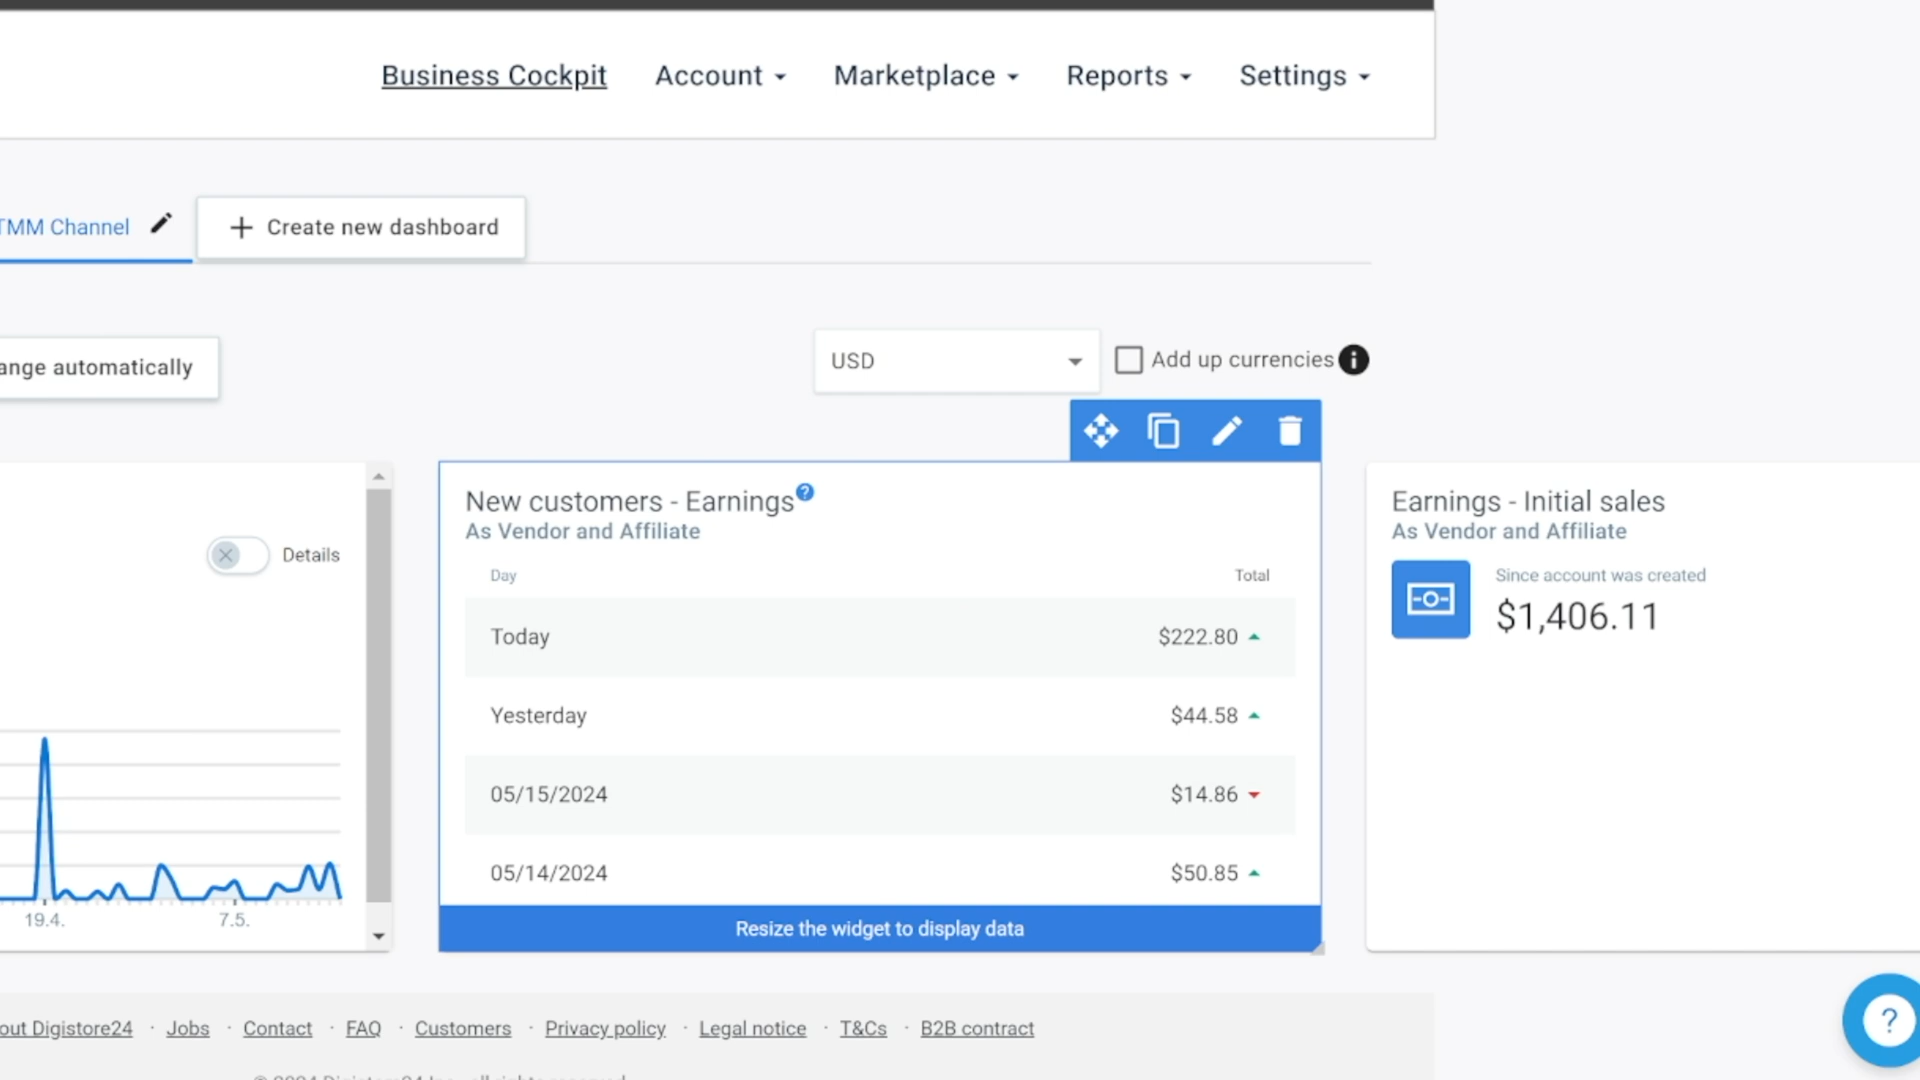 Business Cockpit Account Marketplace Reports Settings
TMM Channel
Create new dashboard
ange automatically
USD
Add up currencies
Details
19.4. 7.5.
New customers - Earnings
As Vendor and Affiliate
Day Total
Today $222.80
Yesterday $44.58
05/15/2024 $14.86
05/14/2024 $50.85
Resize the widget to display data
Earnings - Initial sales
As Vendor and Affiliate
Since account was created
$1,406.11
out Digistore24 · Jobs · Contact · FAQ · Customers · Privacy policy · Legal notice · T&Cs · B2B contract